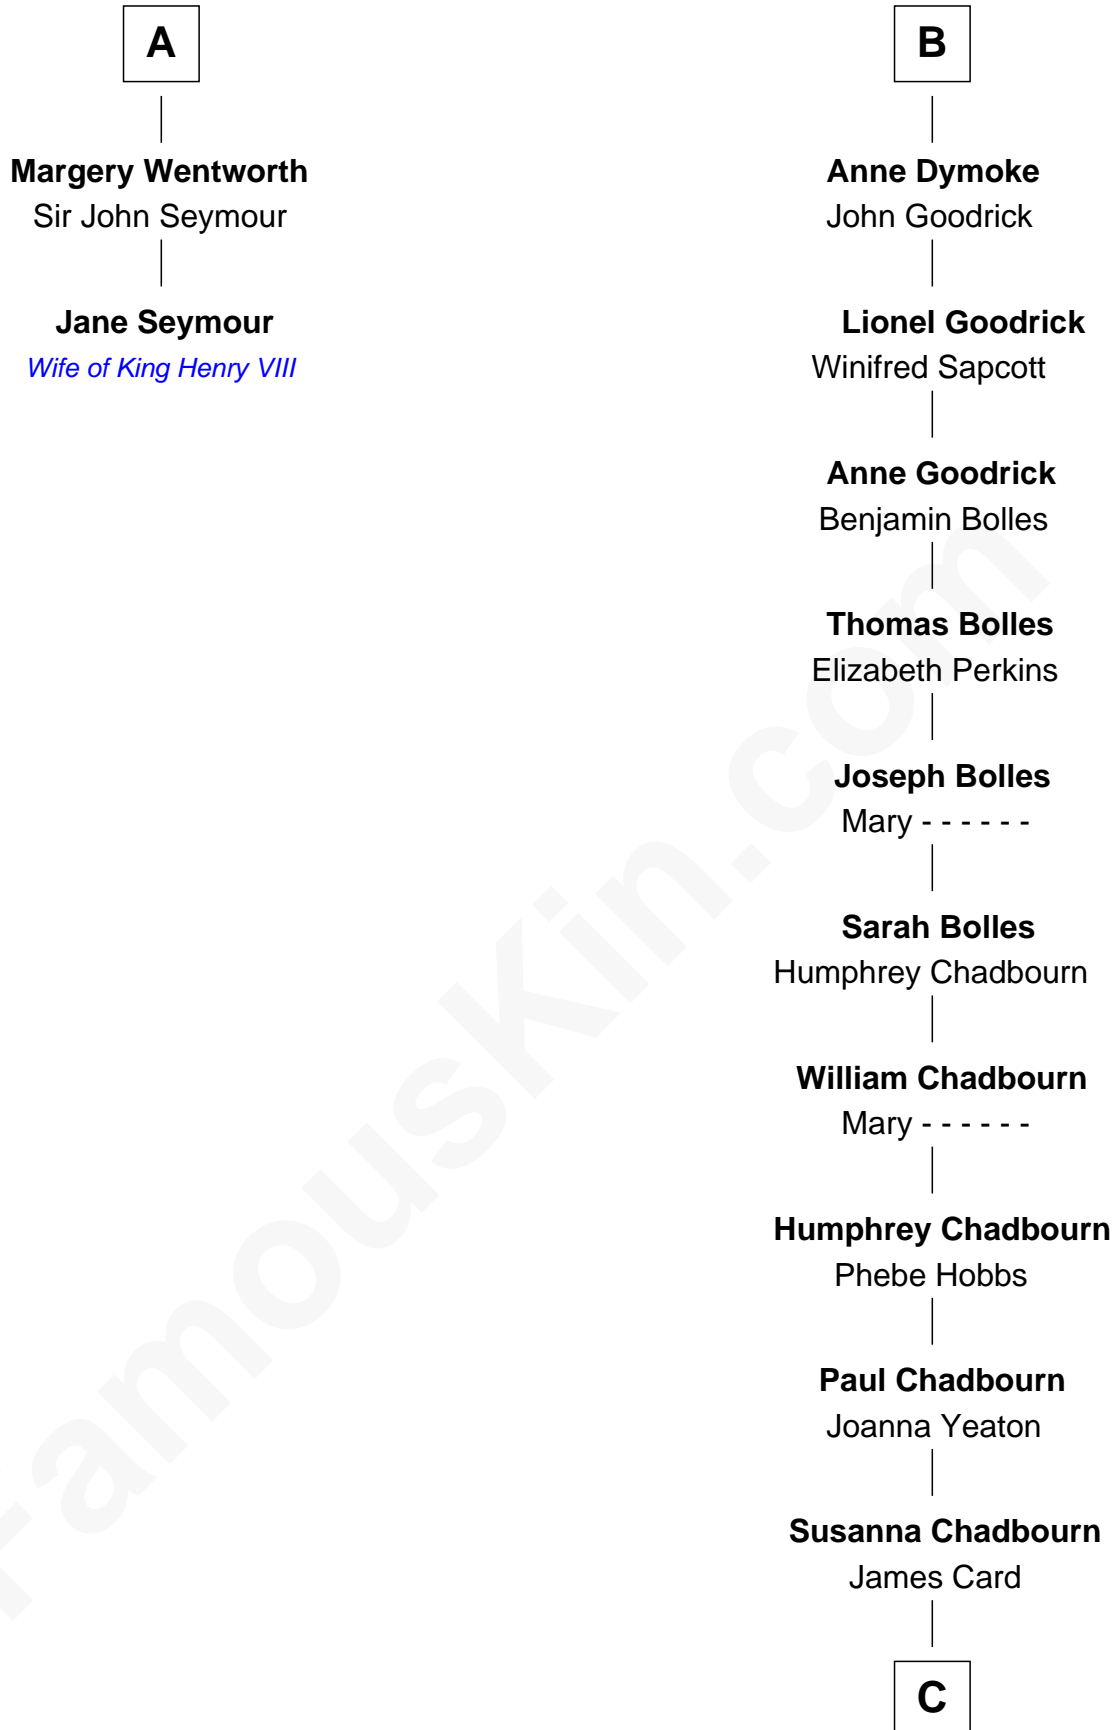 A
Margery Wentworth
Sir John Seymour
Jane Seymour
Wife of King Henry VIII
B
Anne Dymoke
John Goodrick
Lionel Goodrick
Winifred Sapcott
Anne Goodrick
Benjamin Bolles
Thomas Bolles
Elizabeth Perkins
Joseph Bolles
Mary - - - - - -
Sarah Bolles
Humphrey Chadbourn
William Chadbourn
Mary - - - - - -
Humphrey Chadbourn
Phebe Hobbs
Paul Chadbourn
Joanna Yeaton
Susanna Chadbourn
James Card
C
FamousKin.com